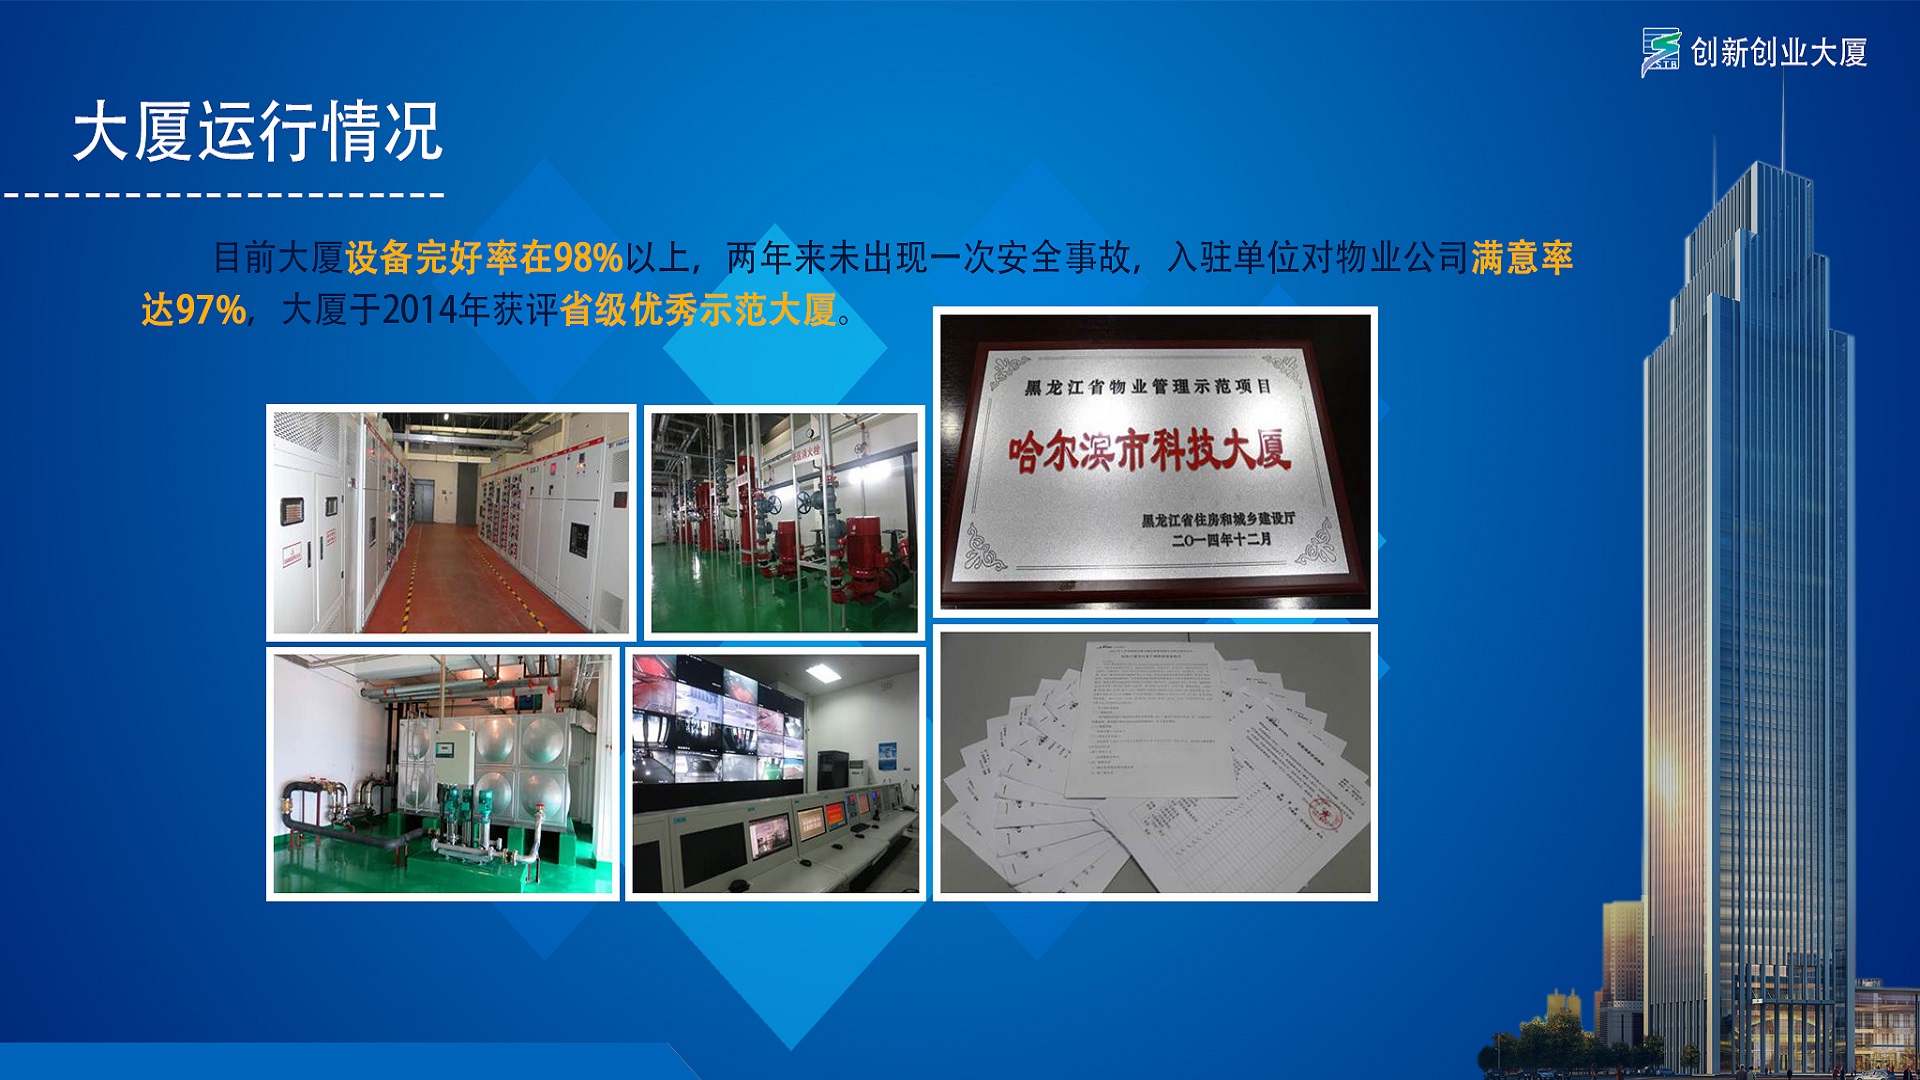 STB 创新创业大厦
大厦运行情况
目前大厦设备完好率在98%以上，两年来未出现一次安全事故，入驻单位对物业公司满意率
达97%，大厦于2014年获评省级优秀示范大厦。
黑龙江省物业管理示范项目
哈尔滨市科技大厦
黑龙江省住房和城乡建设厅
二〇一四年十二月